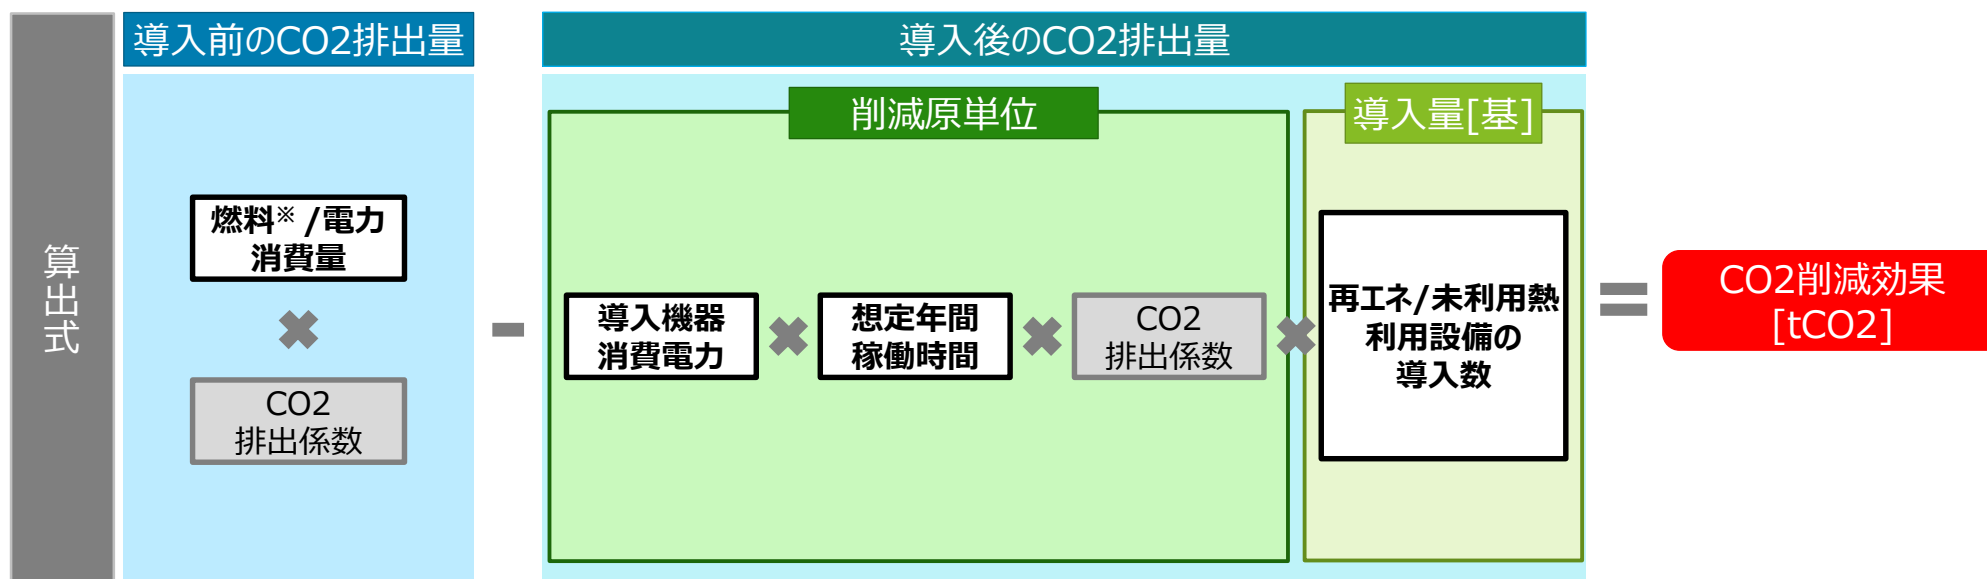 算出式
導入前のCO2排出量
燃料※ /電力
消費量
×
CO2
排出係数
-
導入後のCO2排出量
削減原単位
導入機器
消費電力
×
想定年間
稼働時間
×
CO2
排出係数
×
導入量[基]
再エネ/未利用熱
利用設備の
導入数
=
CO2削減効果
[tCO2]